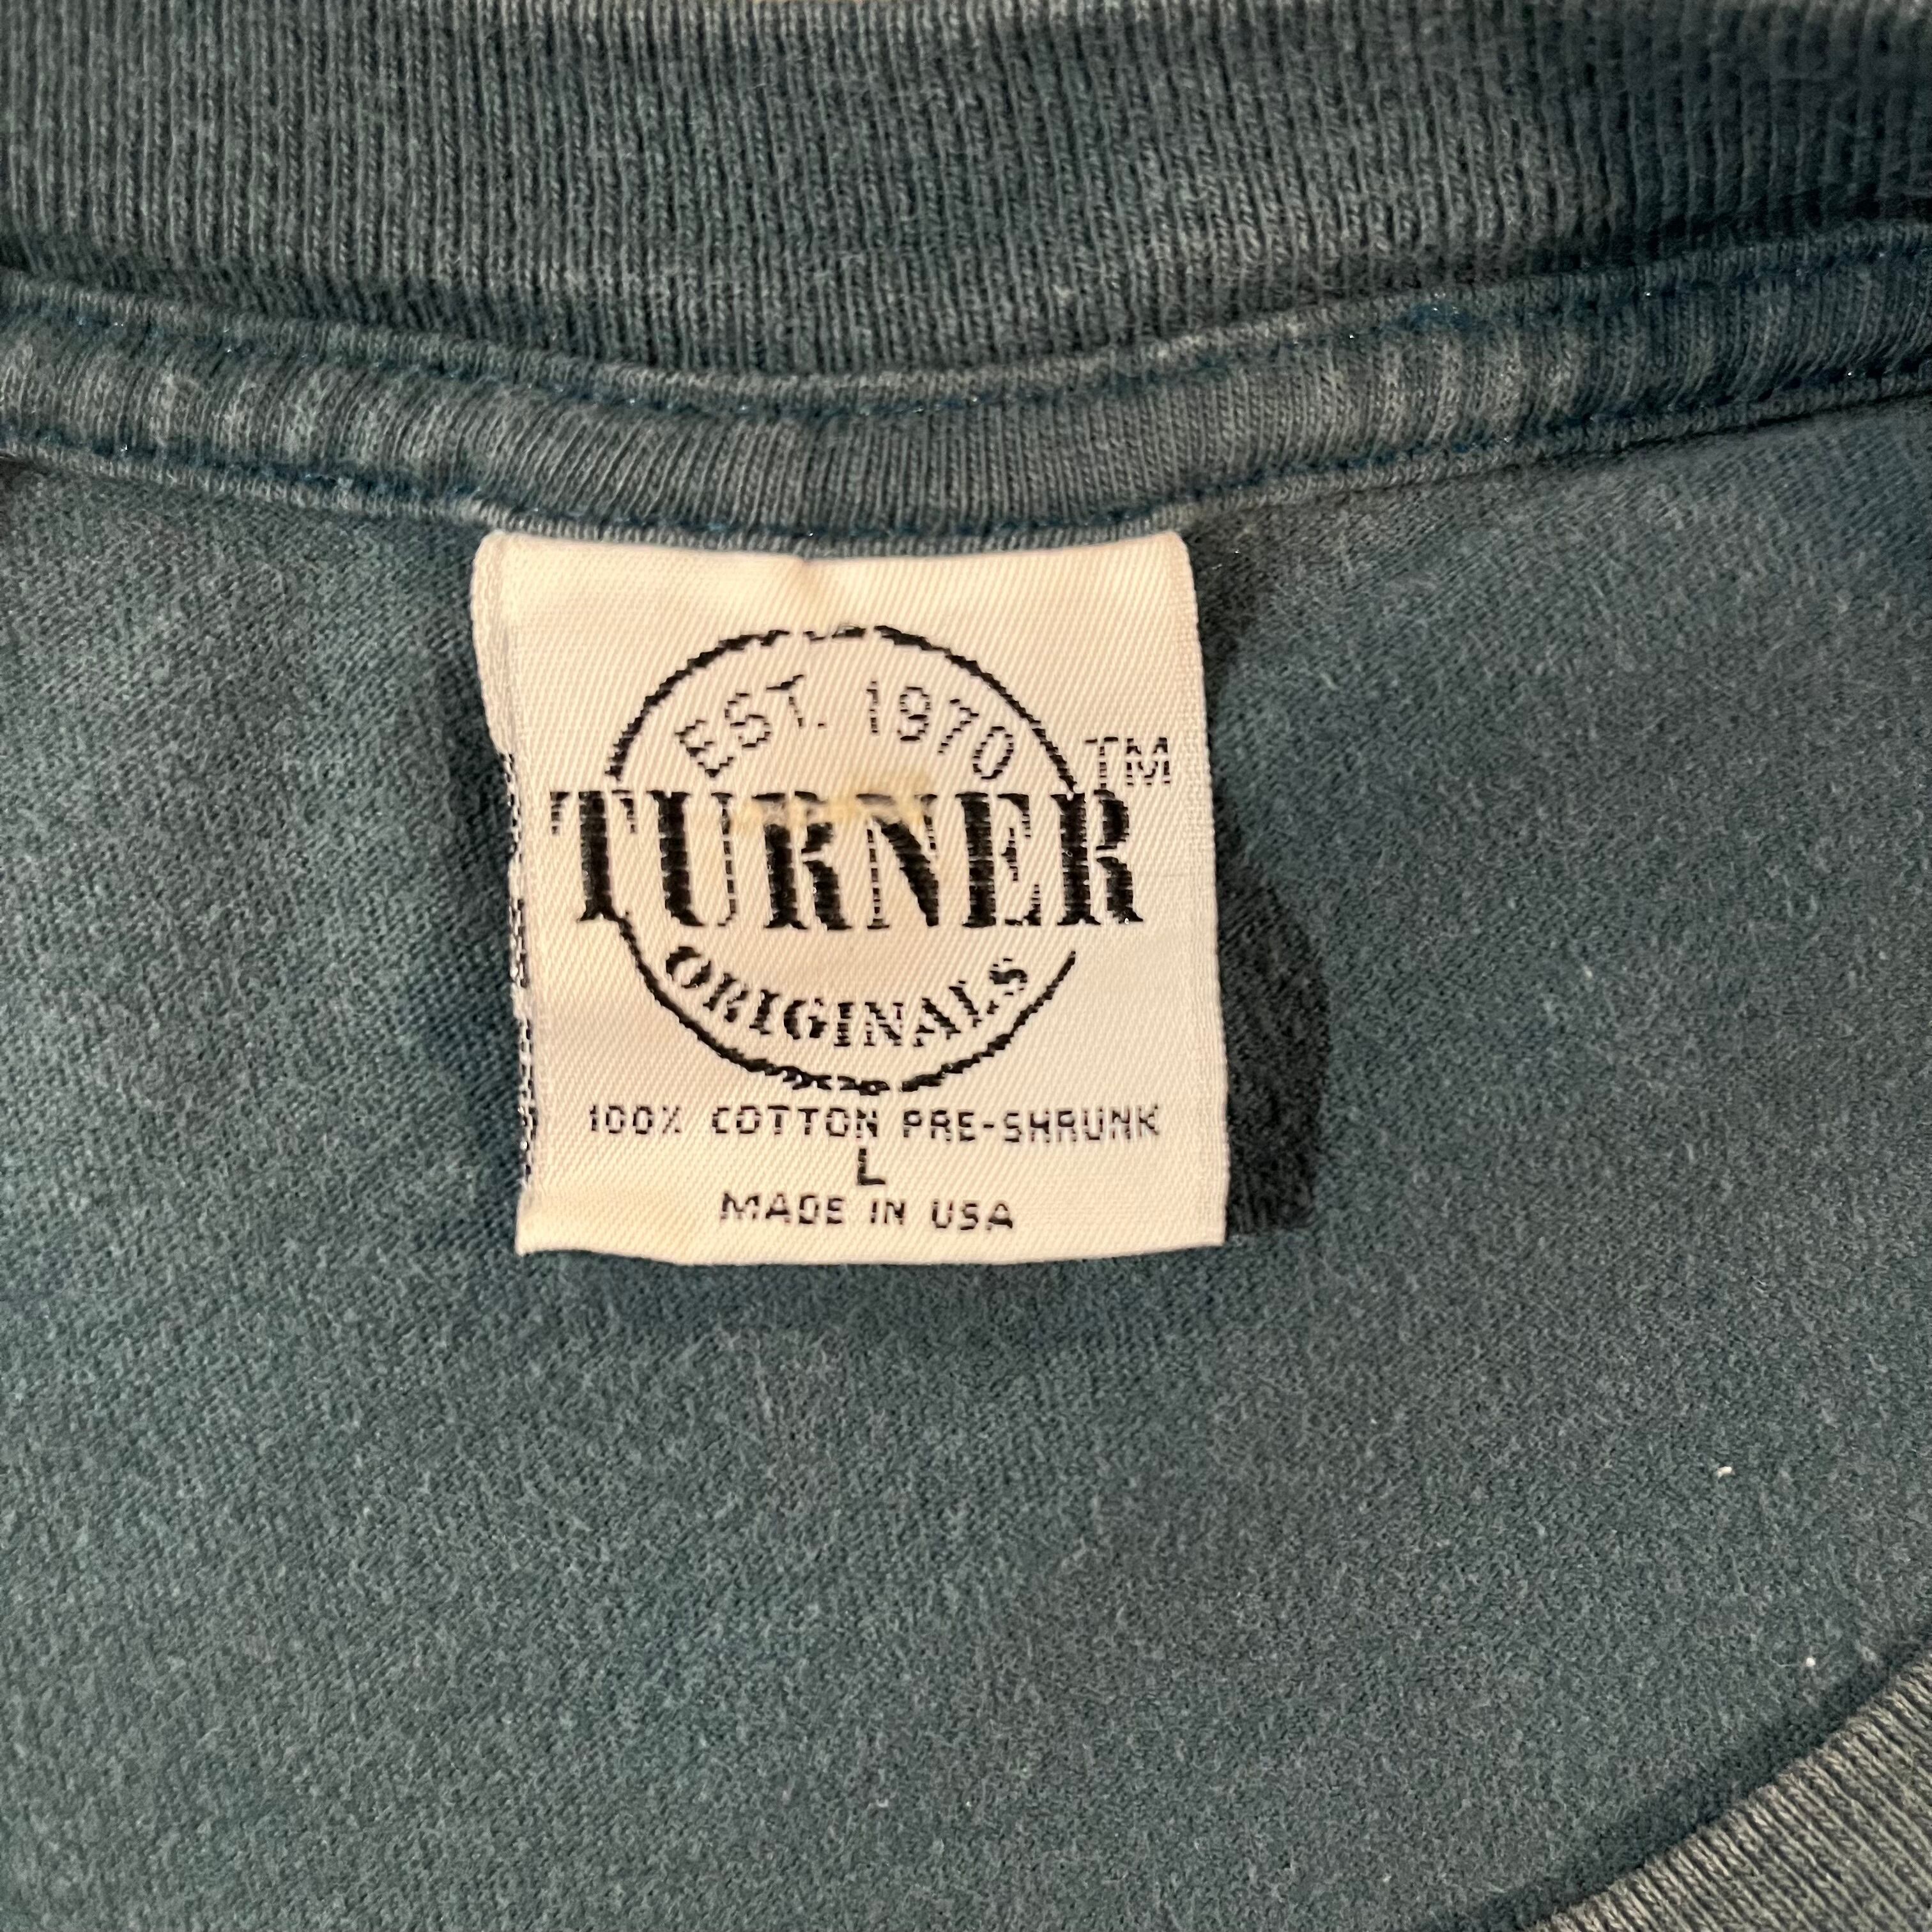 EST. 1970
TURNER™
ORIGINALS
100% COTTON PRE-SHRUNK
L
MADE IN USA